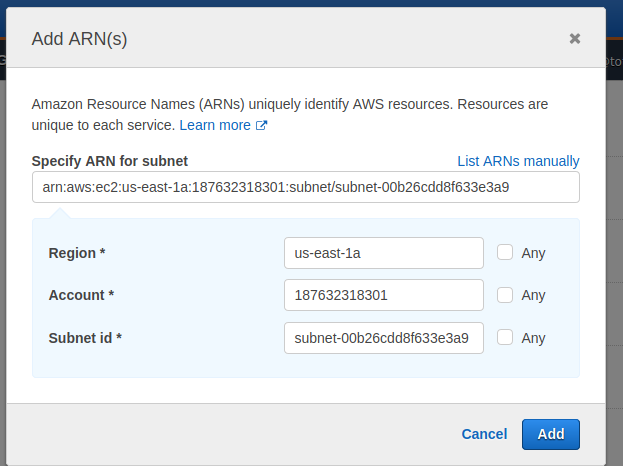 Add ARN(s)
Amazon Resource Names (ARNs) uniquely identify AWS resources. Resources are
unique to each service. Learn more
Specify ARN for subnet List ARNs manually
arn:aws:ec2:us-east-1a:187632318301:subnet/subnet-00b26cdd8f633e3a9
Region * us-east-1a Any
Account * 187632318301 Any
Subnet id * subnet-00b26cdd8f633e3a9 Any
Cancel Add